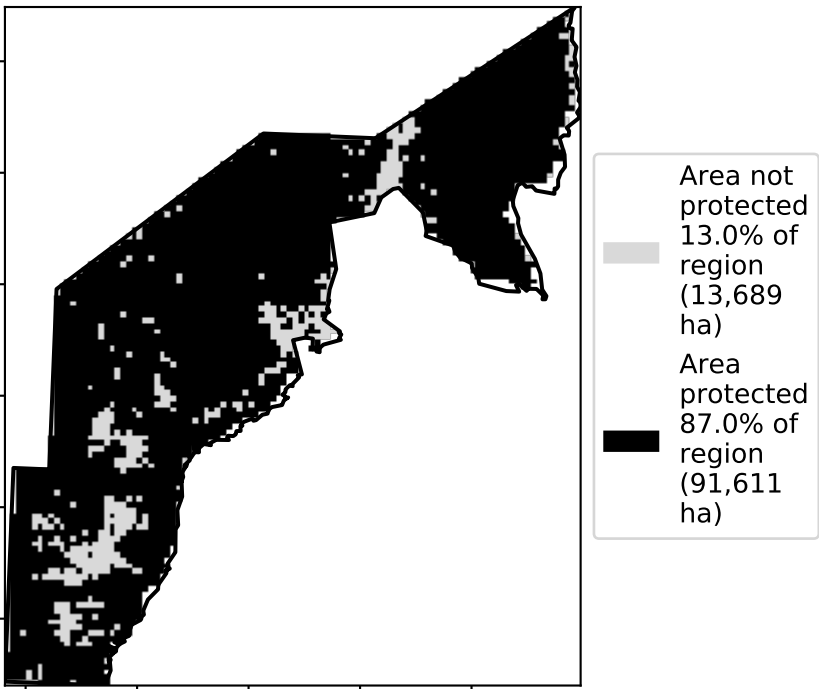 Area not
protected
13.0% of
region
(13,689
ha)
Area
protected
87.0% of
region
(91,611
ha)